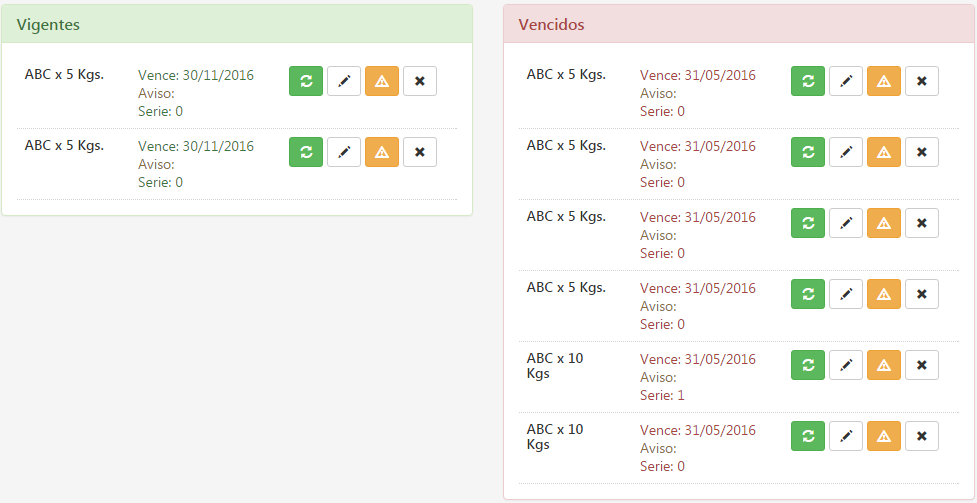 Vigentes
ABC x 5 Kgs.
Vence: 30/11/2016
Aviso:
Serie: 0
ABC x 5 Kgs.
Vence: 30/11/2016
Aviso:
Serie: 0
Vencidos
ABC x 5 Kgs.
Vence: 31/05/2016
Aviso:
Serie: 0
ABC x 5 Kgs.
Vence: 31/05/2016
Aviso:
Serie: 0
ABC x 5 Kgs.
Vence: 31/05/2016
Aviso:
Serie: 0
ABC x 5 Kgs.
Vence: 31/05/2016
Aviso:
Serie: 0
ABC x 10
Kgs
Vence: 31/05/2016
Aviso:
Serie: 1
ABC x 10
Kgs
Vence: 31/05/2016
Aviso:
Serie: 0